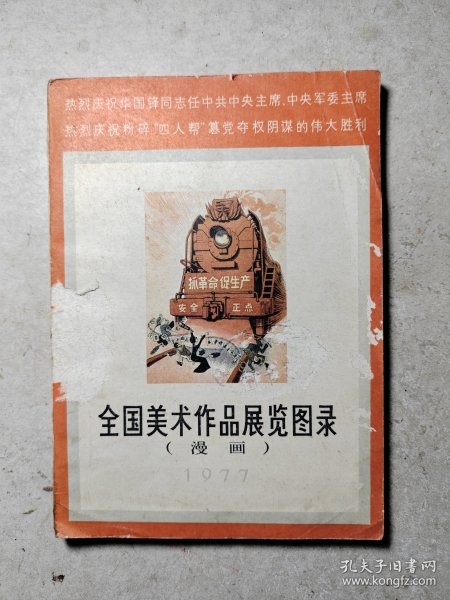 热烈庆祝华国锋同志任中共中央主席、中央军委主席
热烈庆祝粉碎"四人帮"篡党夺权阴谋的伟大胜利
抓革命 促生产
安全 正点
全国美术作品展览图录
(漫画)
1977
孔夫子旧书网
www.kongfz.com